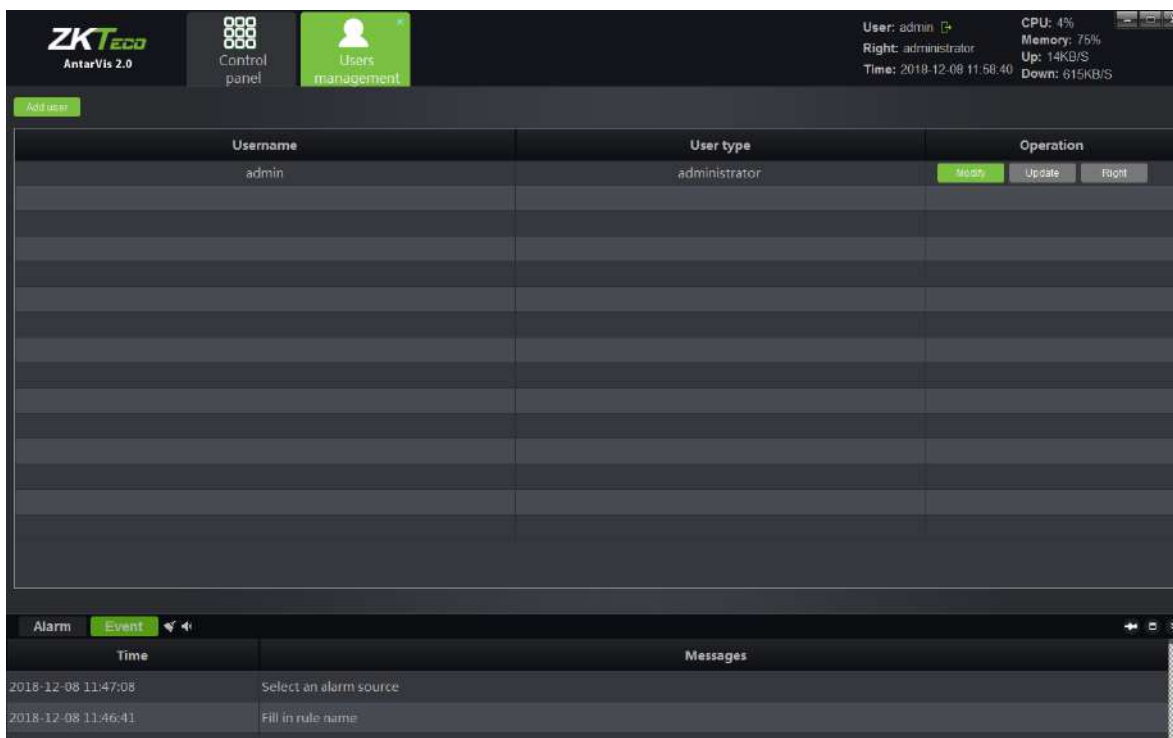 ZKTECO
AntarVis 2.0
Control
panel
Users
management
User: admin
Right: administrator
Time: 2018-12-08 11:58:40
CPU: 4%
Memory: 75%
Up: 14KB/S
Down: 615KB/S
Add user
Username User type Operation
admin administrator Modify Update Right
Alarm Event
Time Messages
2018-12-08 11:47:08 Select an alarm source
2018-12-08 11:46:41 Fill in rule name